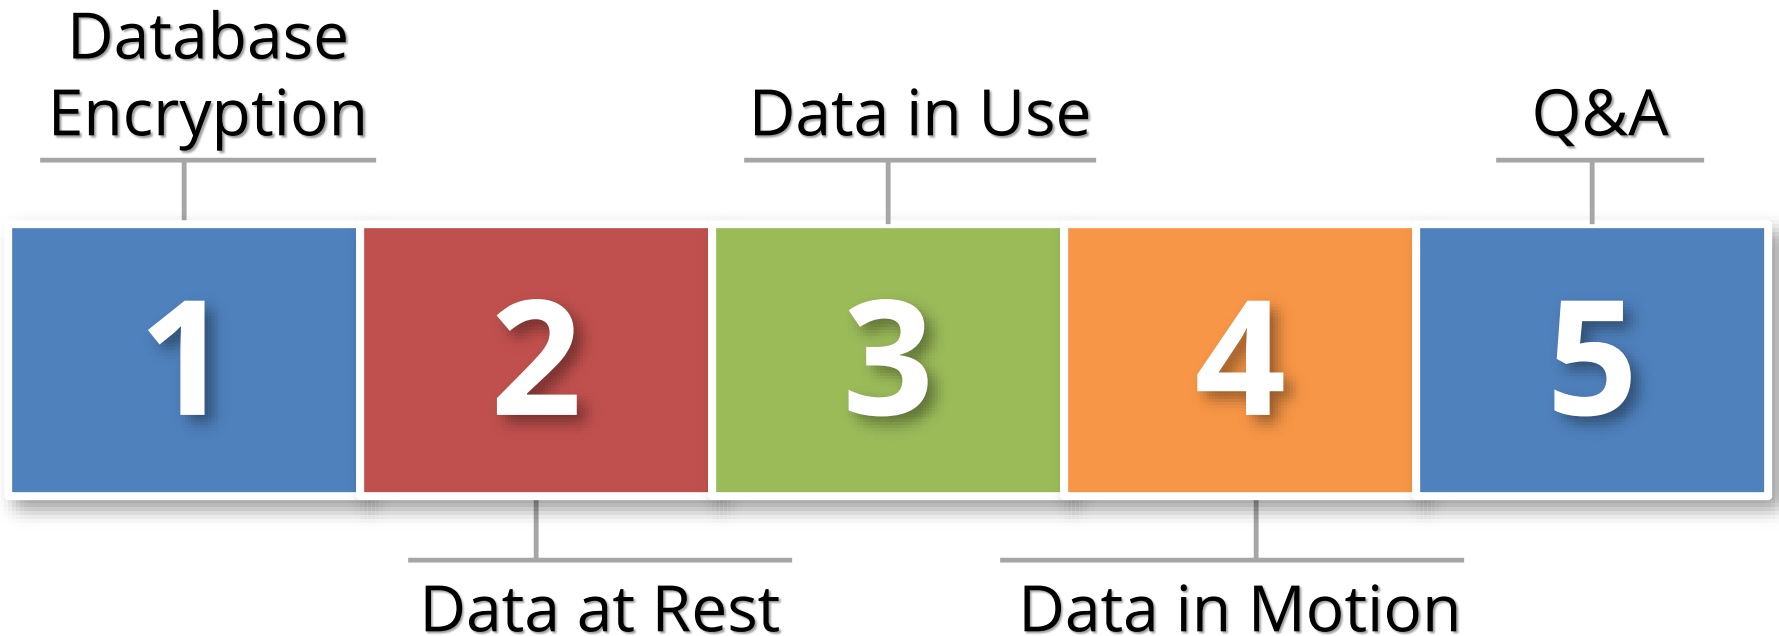 Database
Encryption
Data in Use
Q&A
1
2
3
4
5
Data at Rest
Data in Motion